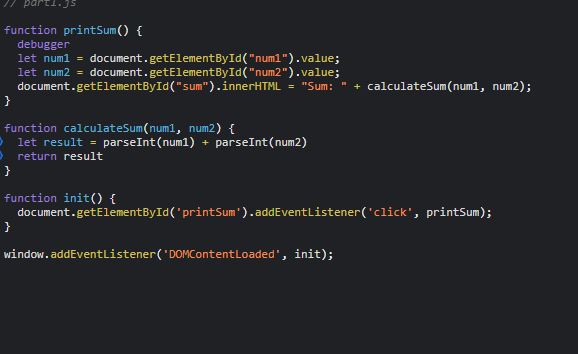 // part1.js
function printSum() {
debugger
let num1 = document.getElementById("num1").value;
let num2 = document.getElementById("num2").value;
document.getElementById("sum").innerHTML = "Sum: " + calculateSum(num1, num2);
}
function calculateSum(num1, num2) {
let result = parseInt(num1) + parseInt(num2)
return result
}
function init() {
document.getElementById('printSum').addEventListener('click', printSum);
}
window.addEventListener('DOMContentLoaded', init);